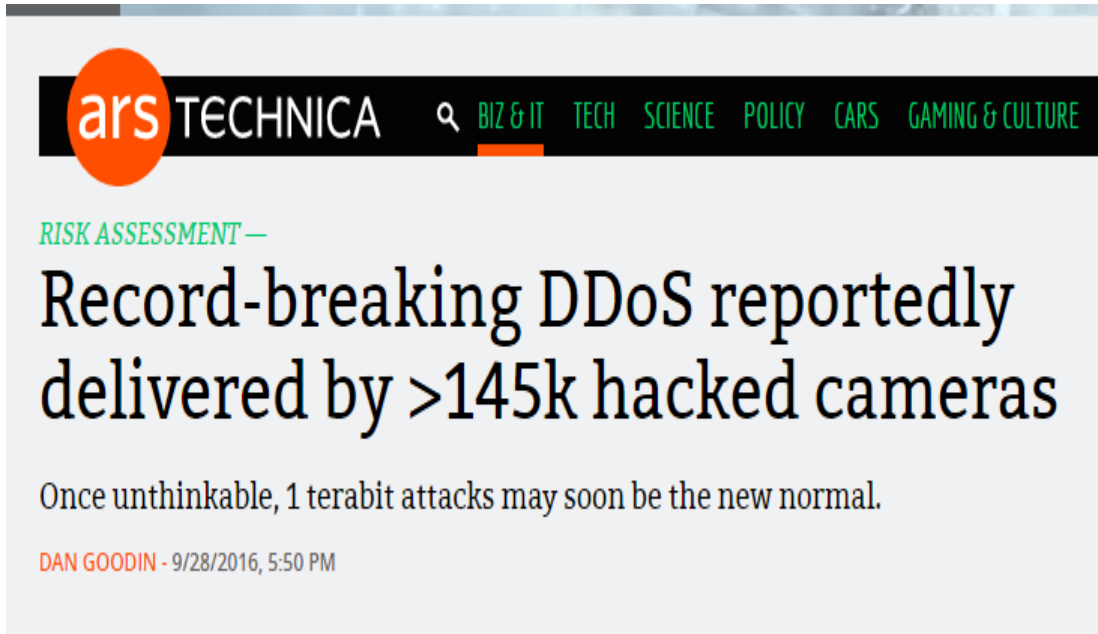 ars TECHNICA BIZ & IT TECH SCIENCE POLICY CARS GAMING & CULTURE
RISK ASSESSMENT —
Record-breaking DDoS reportedly
delivered by >145k hacked cameras
Once unthinkable, 1 terabit attacks may soon be the new normal.
DAN GOODIN - 9/28/2016, 5:50 PM